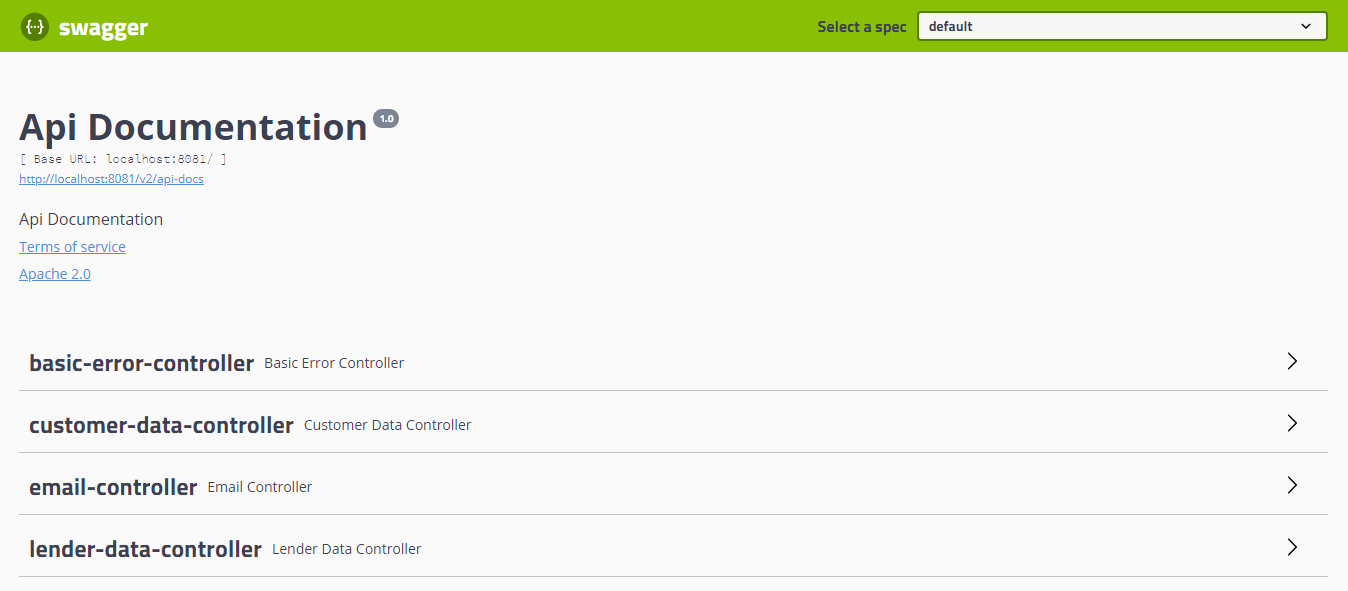 {··} swagger Select a spec default
Api Documentation 1.0
[ Base URL: localhost:8081/ ]
http://localhost:8081/v2/api-docs
Api Documentation
Terms of service
Apache 2.0
basic-error-controller Basic Error Controller
customer-data-controller Customer Data Controller
email-controller Email Controller
lender-data-controller Lender Data Controller